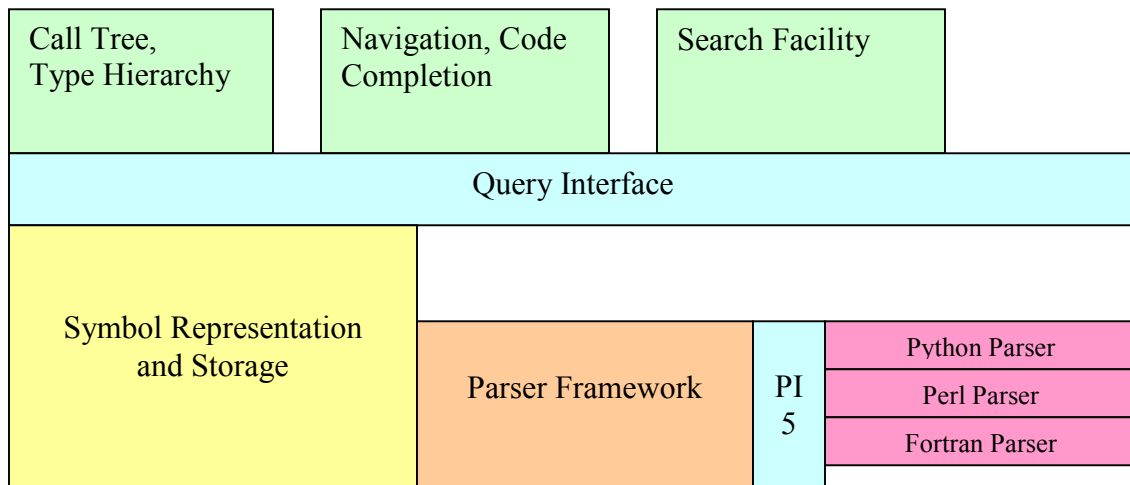 Call Tree,
Type Hierarchy
Navigation, Code
Completion
Search Facility
Query Interface
Symbol Representation
and Storage
Parser Framework
PI
5
Python Parser
Perl Parser
Fortran Parser